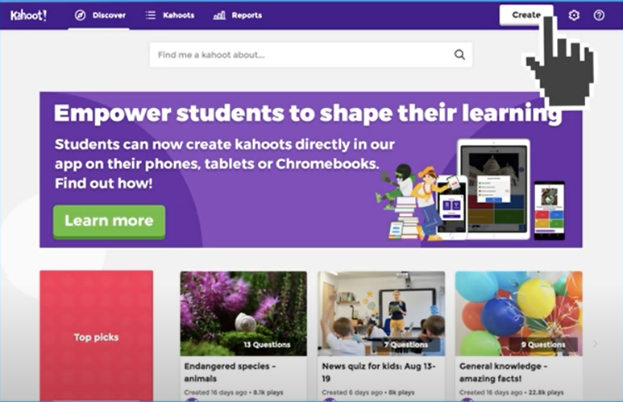 Kahoot!
Discover
Kahoots
Reports
Create
Find me a kahoot about...
Empower students to shape their learning
Students can now create kahoots directly in our
app on their phones, tablets or Chromebooks.
Find out how!
Learn more
Top picks
13 Questions
7 Questions
9 Questions
Endangered species -
animals
News quiz for kids: Aug 13-
19
General knowledge -
amazing facts!
Created 16 days ago • 8.1k plays
Created 6 days ago • 6k plays
Created 16 days ago • 22.8k plays